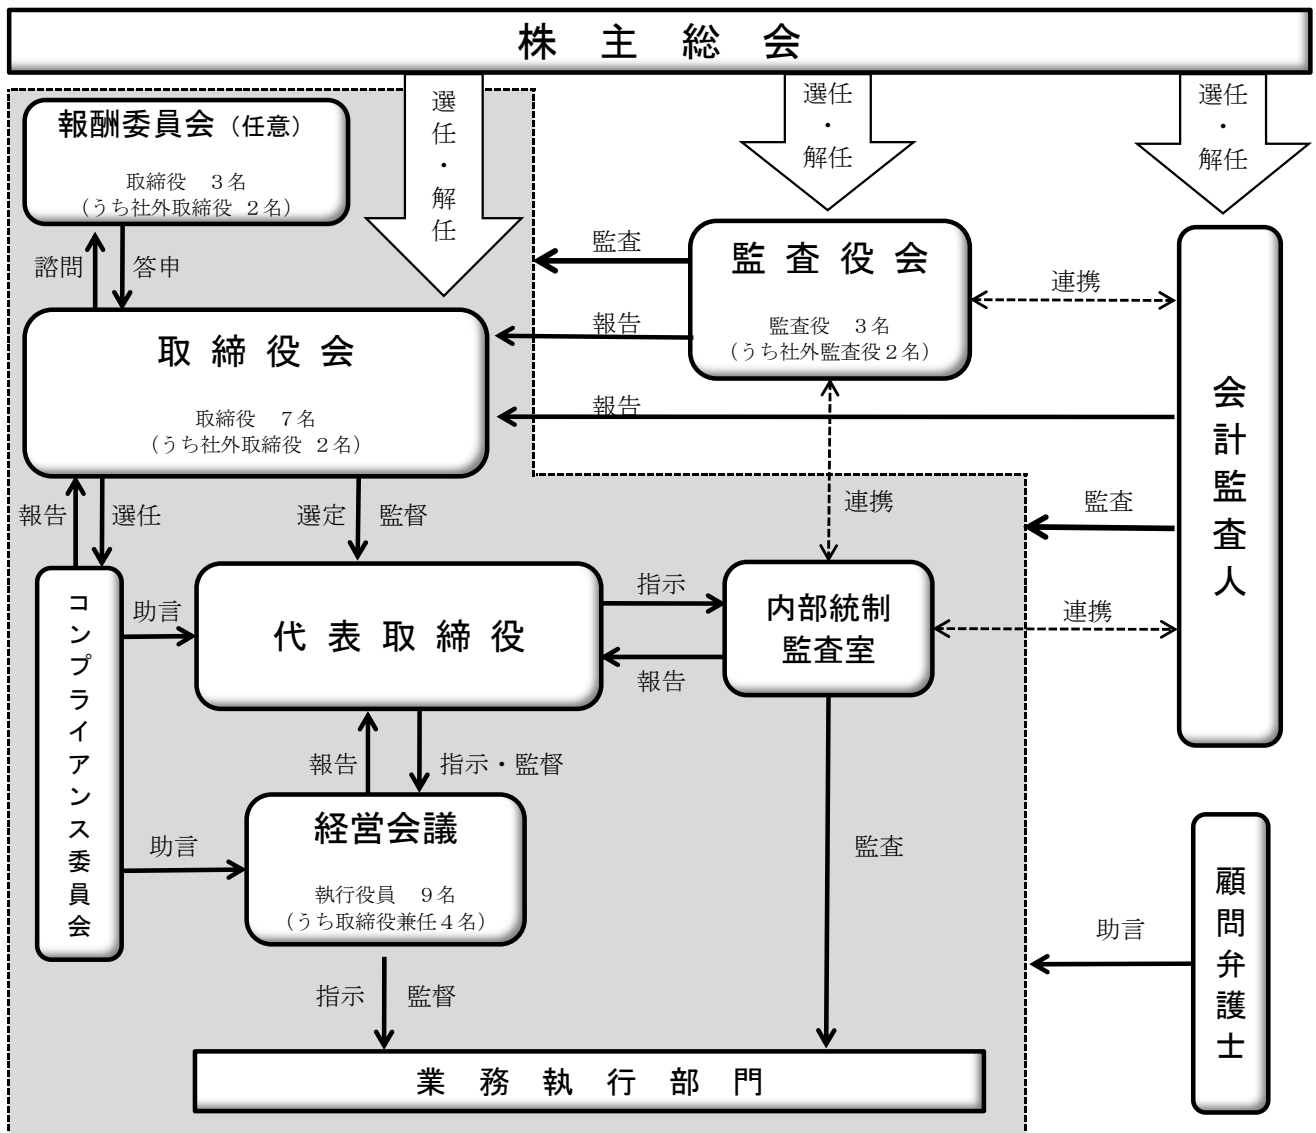 株主総会
選任・解任
選任
・
解任
選任
・
解任
報酬委員会（任意）
取締役　３名
（うち社外取締役 ２名）
諮問
答申
監査
監査役会
監査役　３名
（うち社外監査役２名）
連携
報告
取締役会
取締役　７名
（うち社外取締役 ２名）
報告
会計監査人
報告
選任
選定
監督
連携
監査
コンプライアンス委員会
助言
代表取締役
指示
報告
内部統制
監査室
連携
報告
指示・監督
助言
経営会議
執行役員　９名
（うち取締役兼任４名）
監査
顧問弁護士
助言
指示
監督
業務執行部門